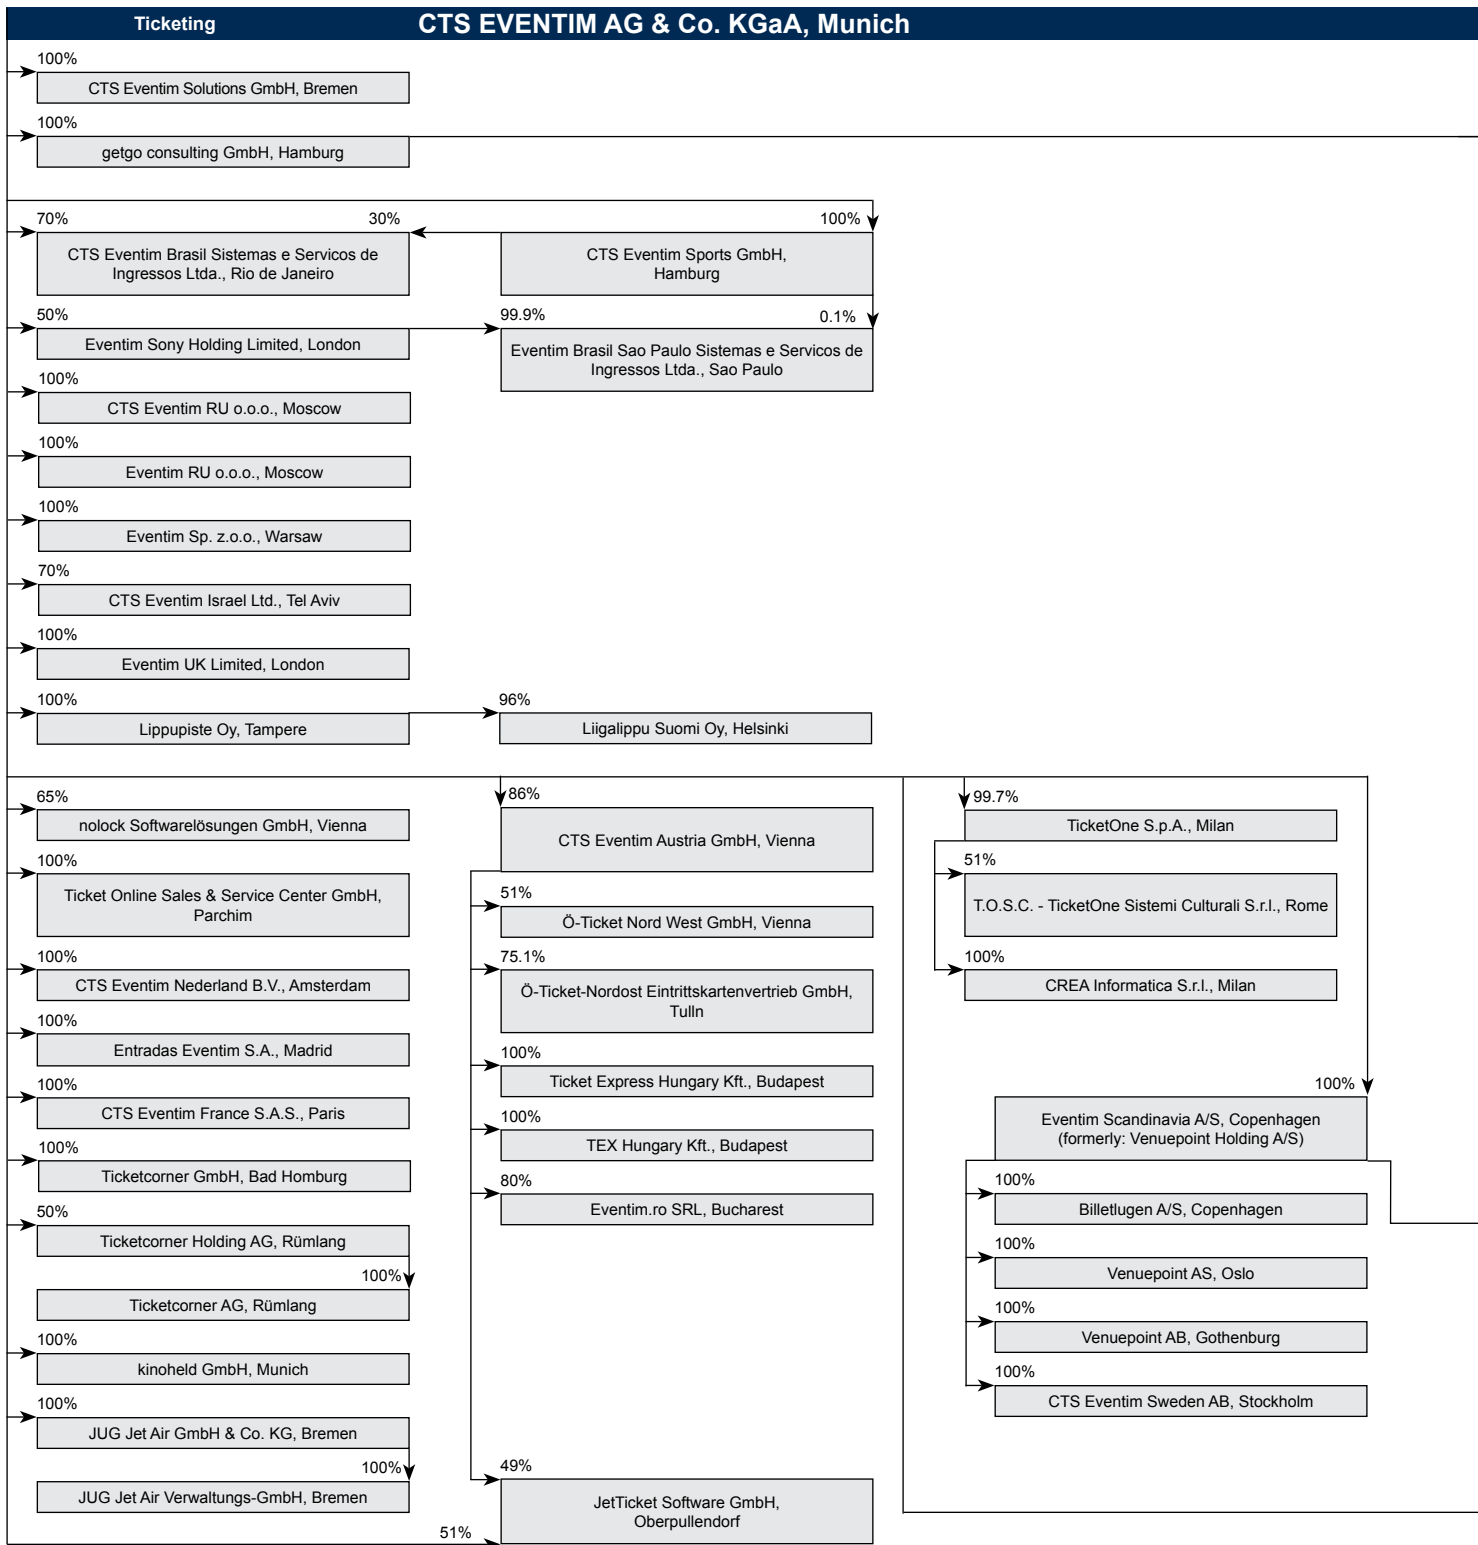 Ticketing
CTS EVENTIM AG & Co. KGaA, Munich
100%
CTS Eventim Solutions GmbH, Bremen
100%
getgo consulting GmbH, Hamburg
70%
30%
100%
CTS Eventim Brasil Sistemas e Servicos de
Ingressos Ltda., Rio de Janeiro
CTS Eventim Sports GmbH,
Hamburg
50%
99.9%
0.1%
Eventim Sony Holding Limited, London
Eventim Brasil Sao Paulo Sistemas e Servicos de
Ingressos Ltda., Sao Paulo
100%
CTS Eventim RU o.o.o., Moscow
100%
Eventim RU o.o.o., Moscow
100%
Eventim Sp. z.o.o., Warsaw
70%
CTS Eventim Israel Ltd., Tel Aviv
100%
Eventim UK Limited, London
100%
96%
Lippupiste Oy, Tampere
Liigalippu Suomi Oy, Helsinki
65%
nolock Softwarelösungen GmbH, Vienna
100%
Ticket Online Sales & Service Center GmbH,
Parchim
100%
CTS Eventim Nederland B.V., Amsterdam
100%
Entradas Eventim S.A., Madrid
100%
CTS Eventim France S.A.S., Paris
100%
Ticketcorner GmbH, Bad Homburg
50%
Ticketcorner Holding AG, Rümlang
100%
Ticketcorner AG, Rümlang
100%
kinoheld GmbH, Munich
100%
JUG Jet Air GmbH & Co. KG, Bremen
100%
JUG Jet Air Verwaltungs-GmbH, Bremen
86%
CTS Eventim Austria GmbH, Vienna
51%
Ö-Ticket Nord West GmbH, Vienna
75.1%
Ö-Ticket-Nordost Eintrittskartenvertrieb GmbH,
Tulln
100%
Ticket Express Hungary Kft., Budapest
100%
TEX Hungary Kft., Budapest
80%
Eventim.ro SRL, Bucharest
49%
JetTicket Software GmbH,
Oberpullendorf
51%
99.7%
TicketOne S.p.A., Milan
51%
T.O.S.C. - TicketOne Sistemi Culturali S.r.l., Rome
100%
CREA Informatica S.r.l., Milan
100%
Eventim Scandinavia A/S, Copenhagen
(formerly: Venuepoint Holding A/S)
100%
Billetlugen A/S, Copenhagen
100%
Venuepoint AS, Oslo
100%
Venuepoint AB, Gothenburg
100%
CTS Eventim Sweden AB, Stockholm